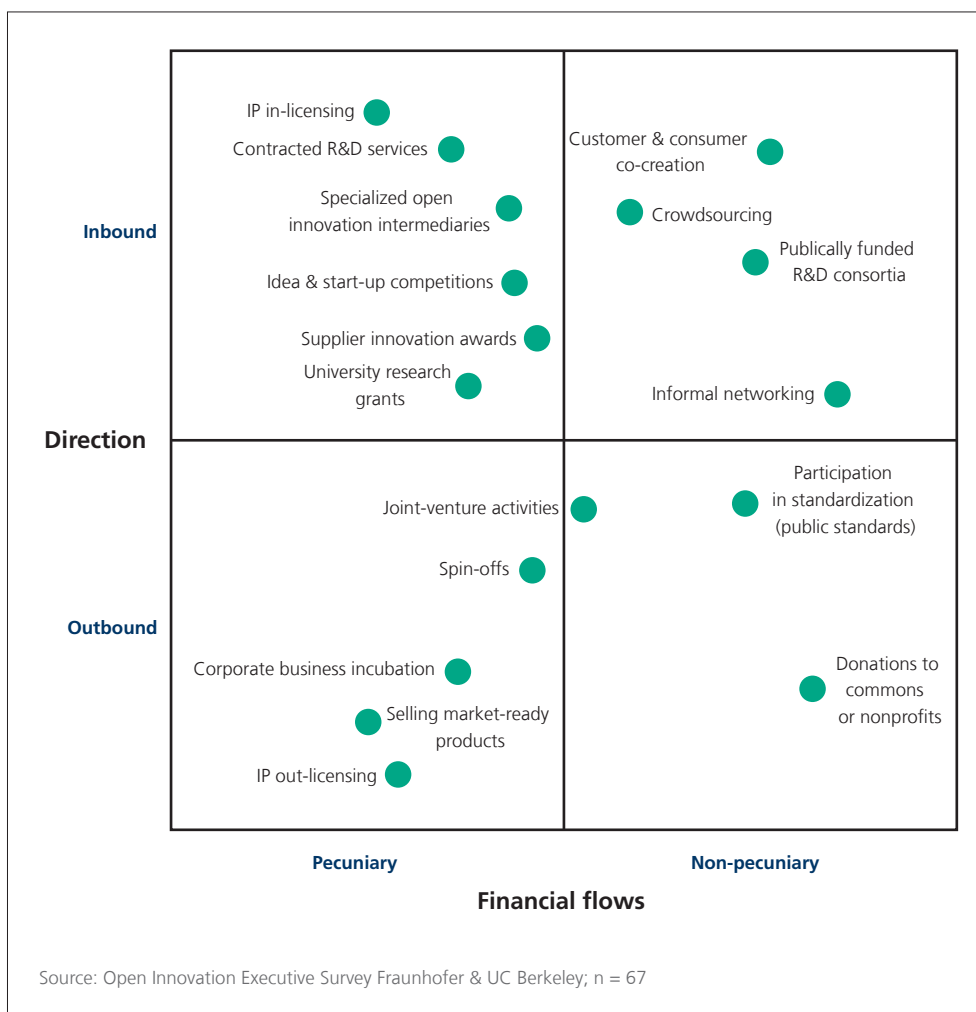 IP in-licensing
Contracted R&D services
Specialized open
innovation intermediaries
Idea & start-up competitions
Supplier innovation awards
University research
grants
Customer & consumer
co-creation
Crowdsourcing
Publically funded
R&D consortia
Informal networking
Inbound
Direction
Outbound
Joint-venture activities
Spin-offs
Corporate business incubation
Selling market-ready
products
IP out-licensing
Participation
in standardization
(public standards)
Donations to
commons
or nonprofits
Pecuniary
Non-pecuniary
Financial flows
Source: Open Innovation Executive Survey Fraunhofer & UC Berkeley; n = 67